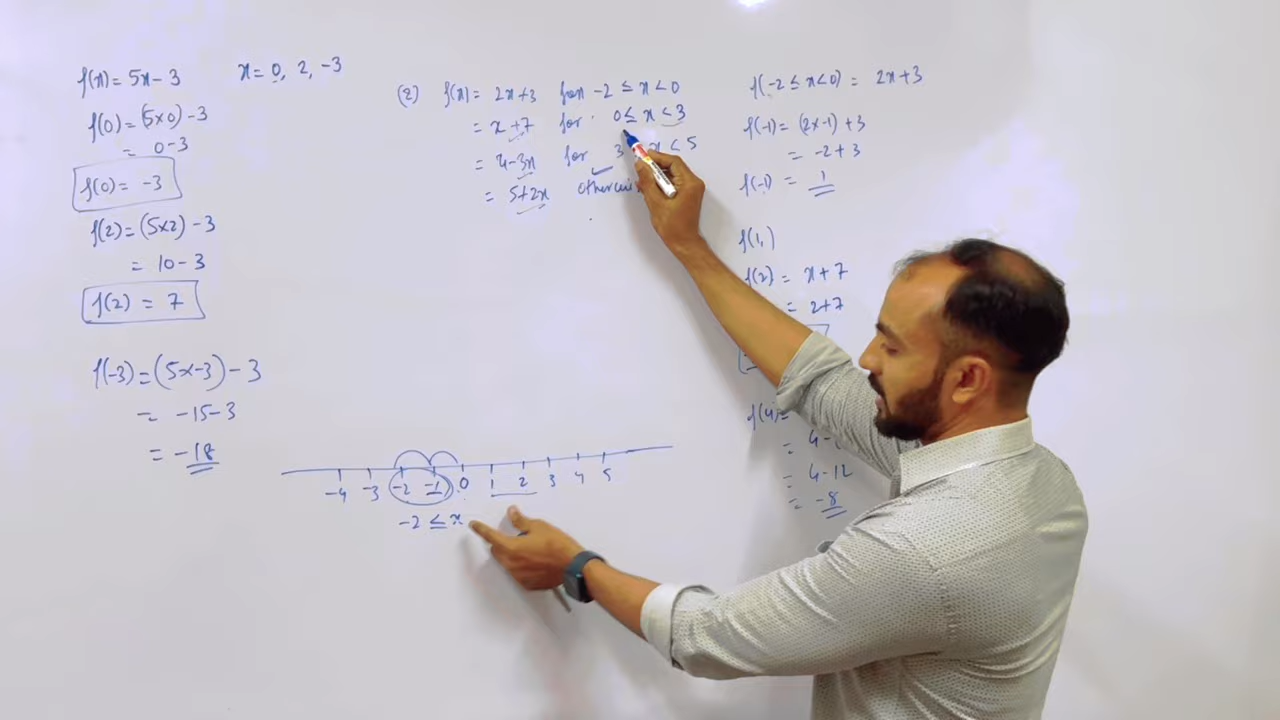 f(x) = 5x - 3 x = 0, 2, -3
f(0) = (5×0) - 3
= 0 - 3
f(0) = -3
f(2) = (5×2) - 3
= 10 - 3
f(2) = 7
f(-3) = (5×-3) - 3
= -15 - 3
= -18
(2) f(x) = 2x+3 for -2 ≤ x < 0
= x + 7 for 0 ≤ x < 3
= 4-3x for 3 x < 5
= 5+2x
-4 -3 -2 -1 0 1 2 3 4 5
-2 ≤ x
f(-2 ≤ x < 0) = 2x+3
f(-1) = (2×-1) + 3
= -2+3
f(-1) = 1
f(1,)
f(2) = x + 7
= 2+7
f(4) =
= 4-
= 4-12
= -8